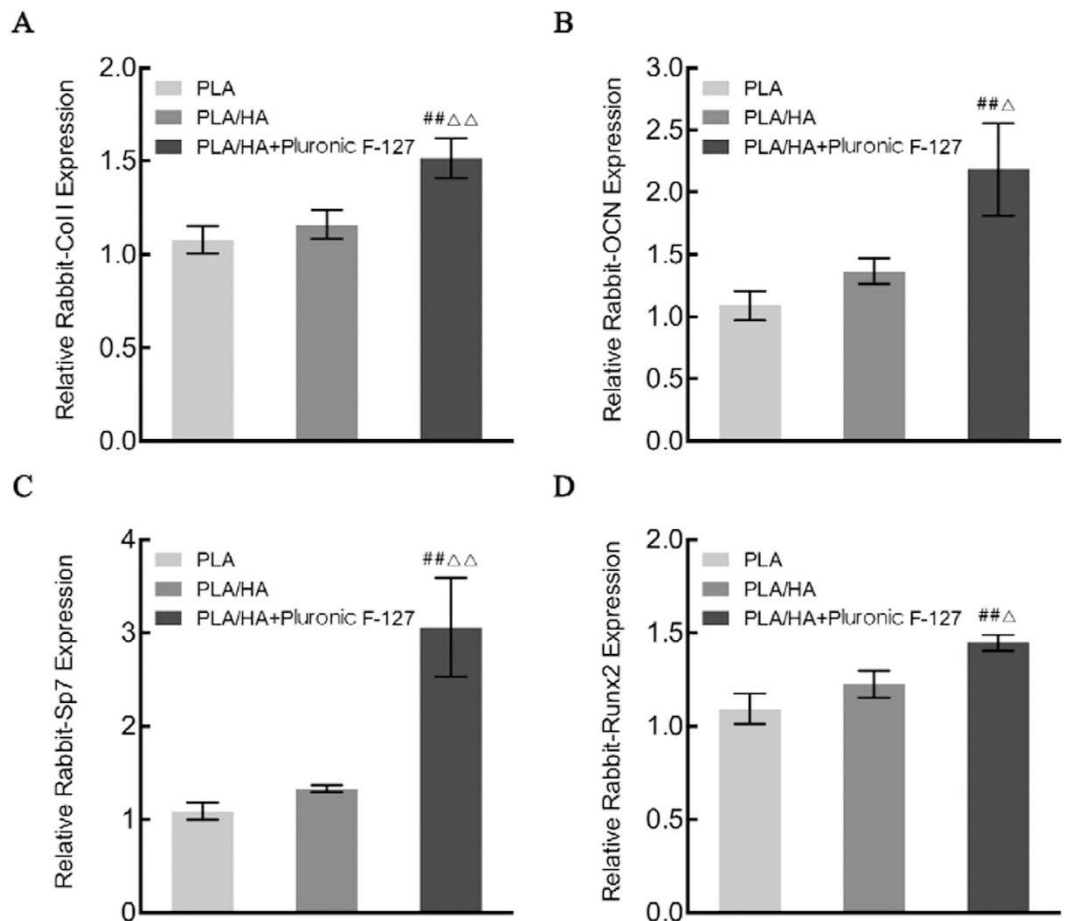 A
Relative Rabbit-Col I Expression
2.0
1.5
1.0
0.5
0.0
PLA
PLA/HA
PLA/HA+Pluronic F-127
##△△
B
Relative Rabbit-OCN Expression
3.0
2.5
2.0
1.5
1.0
0.5
0.0
PLA
PLA/HA
PLA/HA+Pluronic F-127
##△
C
Relative Rabbit-Sp7 Expression
4
3
2
1
0
PLA
PLA/HA
PLA/HA+Pluronic F-127
##△△
D
Relative Rabbit-Runx2 Expression
2.0
1.5
1.0
0.5
0.0
PLA
PLA/HA
PLA/HA+Pluronic F-127
##△